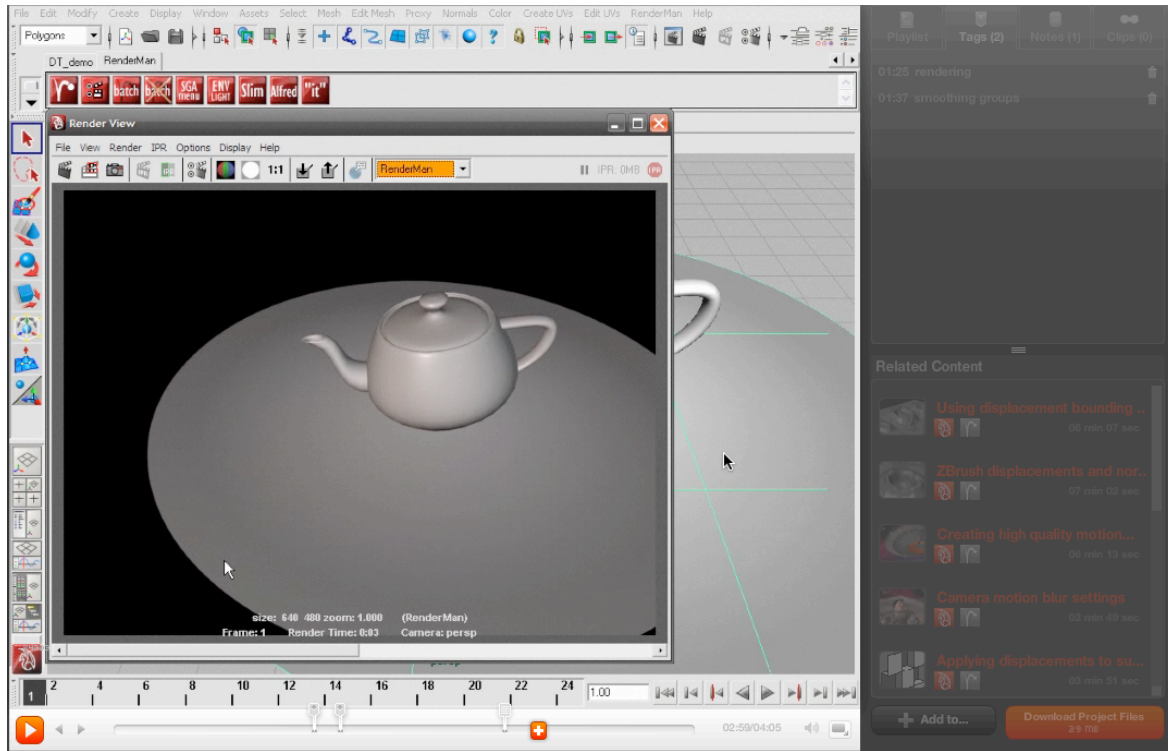 File Edit Modify Create Display Window Assets Select Mesh Edit Mesh Proxy Normals Color Create UVs Edit UVs RenderMan Help
Polygons
DT_demo RenderMan
batch batch SGA menu ENV LIGHT Slim Alfred "it"
Render View
File View Render IPR Options Display Help
1:1 RenderMan IPR: 0MB IPR
size: 640 480 zoom: 1.000 (RenderMan)
Frame: 1 Render Time: 0:03 Camera: persp
persp
1 2 4 6 8 10 12 14 16 18 20 22 24 1.00
02:59/04:05
Playlist Tags (2) Notes (1) Clips (0)
01:25 rendering
01:37 smoothing groups
Related Content
Using displacement bounding ..
06 min 07 sec
ZBrush displacements and nor...
07 min 02 sec
Creating high quality motion...
06 min 13 sec
Camera motion blur settings
02 min 49 sec
Applying displacements to su...
03 min 31 sec
Add to...
Download Project Files
29 MB